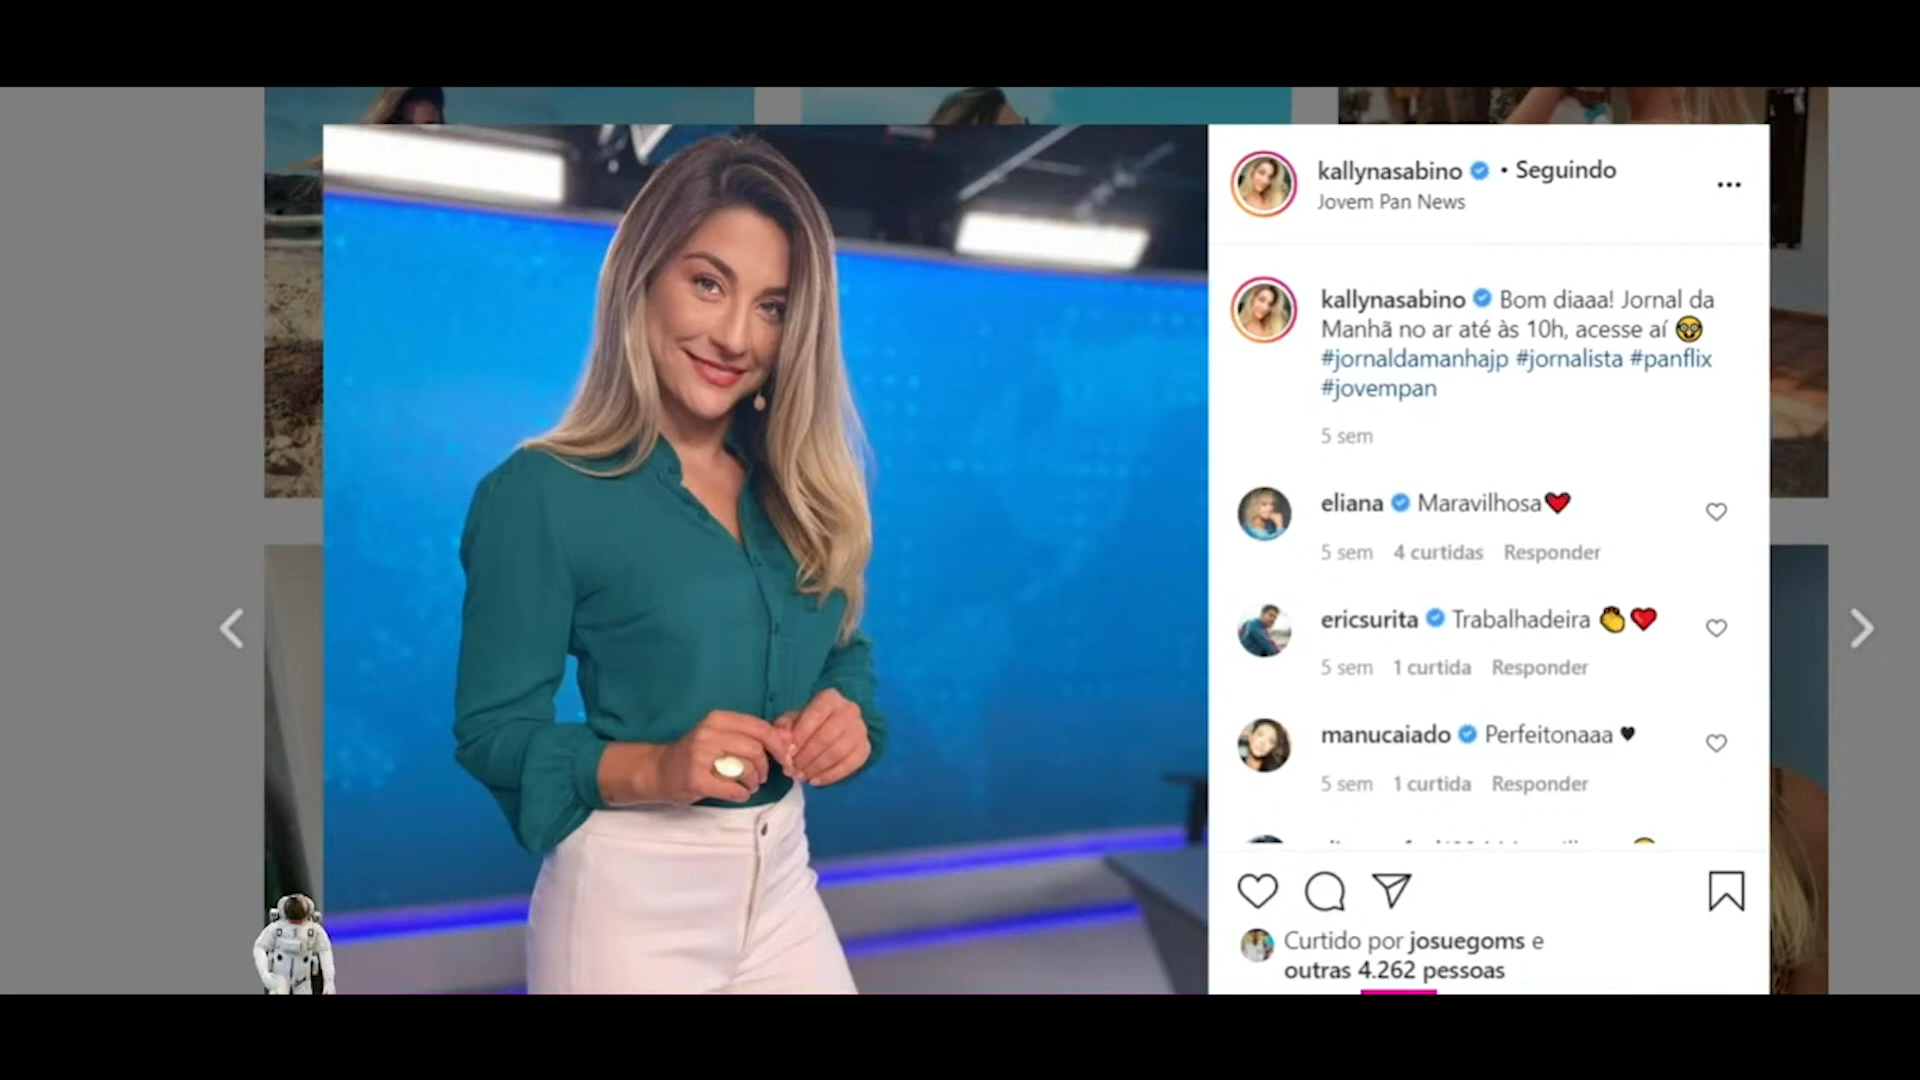 kallynasabino • Seguindo
Jovem Pan News
kallynasabino Bom diaaa! Jornal da
Manhã no ar até às 10h, acesse aí
#jornaldamanhajp #jornalista #panflix
#jovempan
5 sem
eliana Maravilhosa
5 sem 4 curtidas Responder
ericsurita Trabalhadeira
5 sem 1 curtida Responder
manucaiado Perfeitonaaa
5 sem 1 curtida Responder
Curtido por josuegoms e
outras 4.262 pessoas